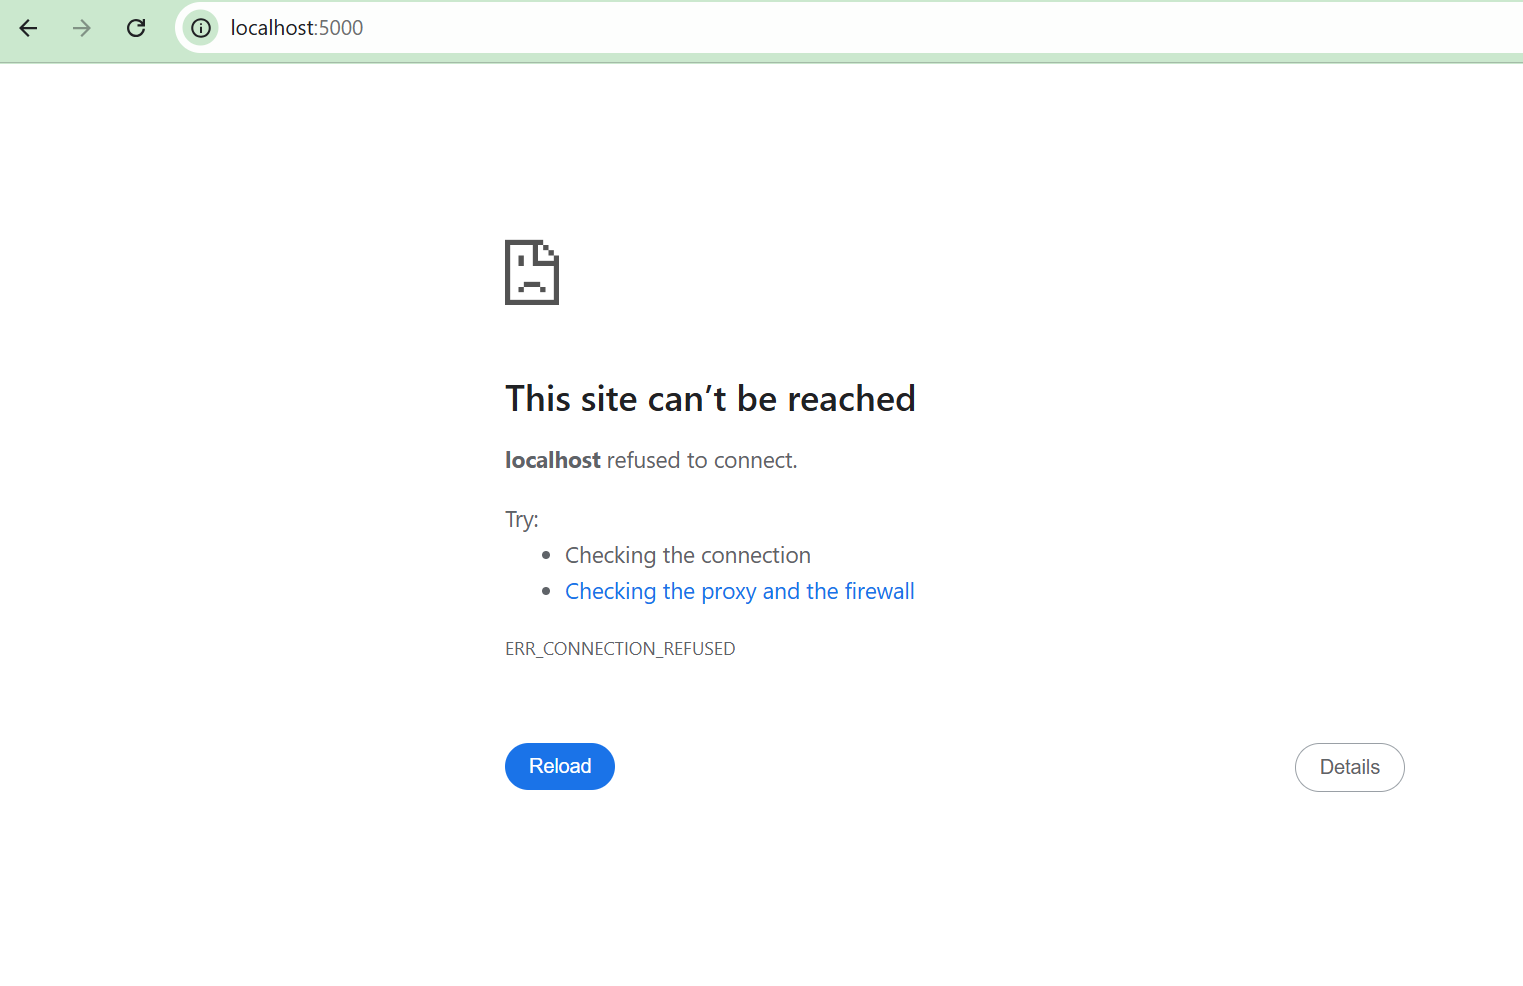 localhost:5000
This site can’t be reached
localhost refused to connect.
Try:
• Checking the connection
• Checking the proxy and the firewall
ERR_CONNECTION_REFUSED
Reload
Details